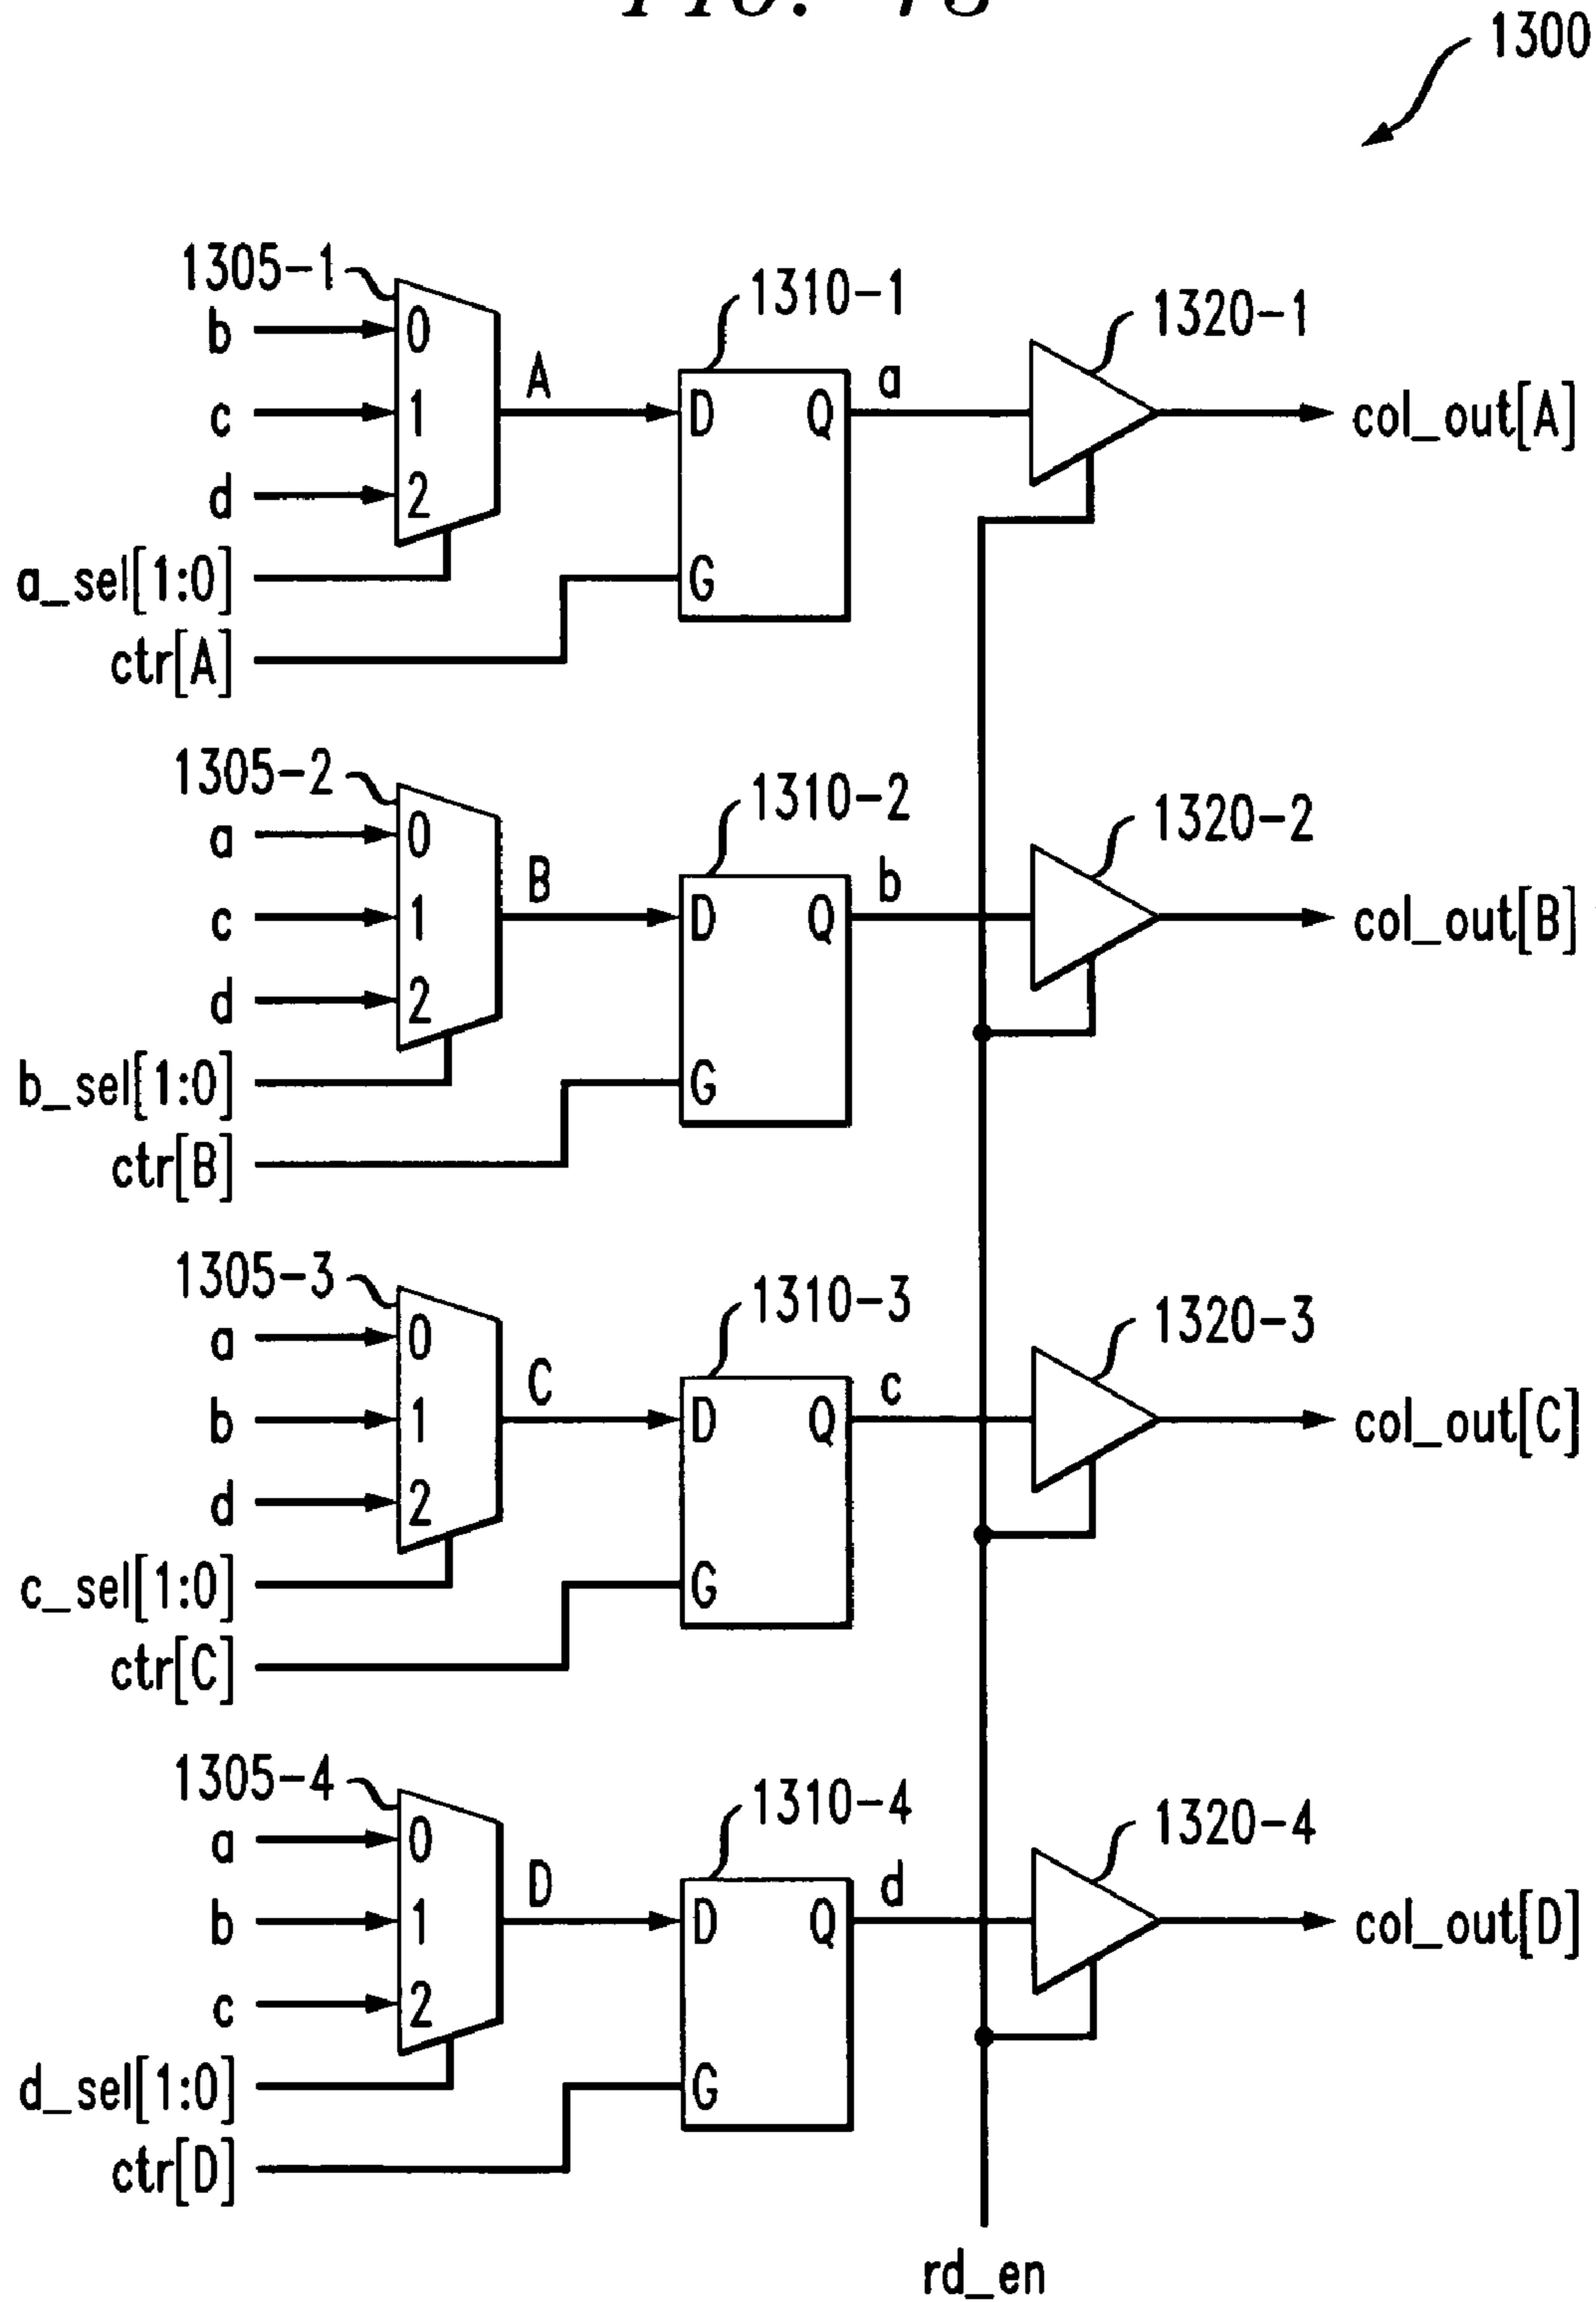 1300
1305-1
1310-1
1320-1
b 0
c 1
d 2
A
D Q
G
a
col_out[A]
a_sel[1:0]
ctr[A]
1305-2
1310-2
1320-2
a 0
c 1
d 2
B
D Q
G
b
col_out[B]
b_sel[1:0]
ctr[B]
1305-3
1310-3
1320-3
a 0
b 1
d 2
C
D Q
G
c
col_out[C]
c_sel[1:0]
ctr[C]
1305-4
1310-4
1320-4
a 0
b 1
c 2
D
D Q
G
d
col_out[D]
d_sel[1:0]
ctr[D]
rd_en